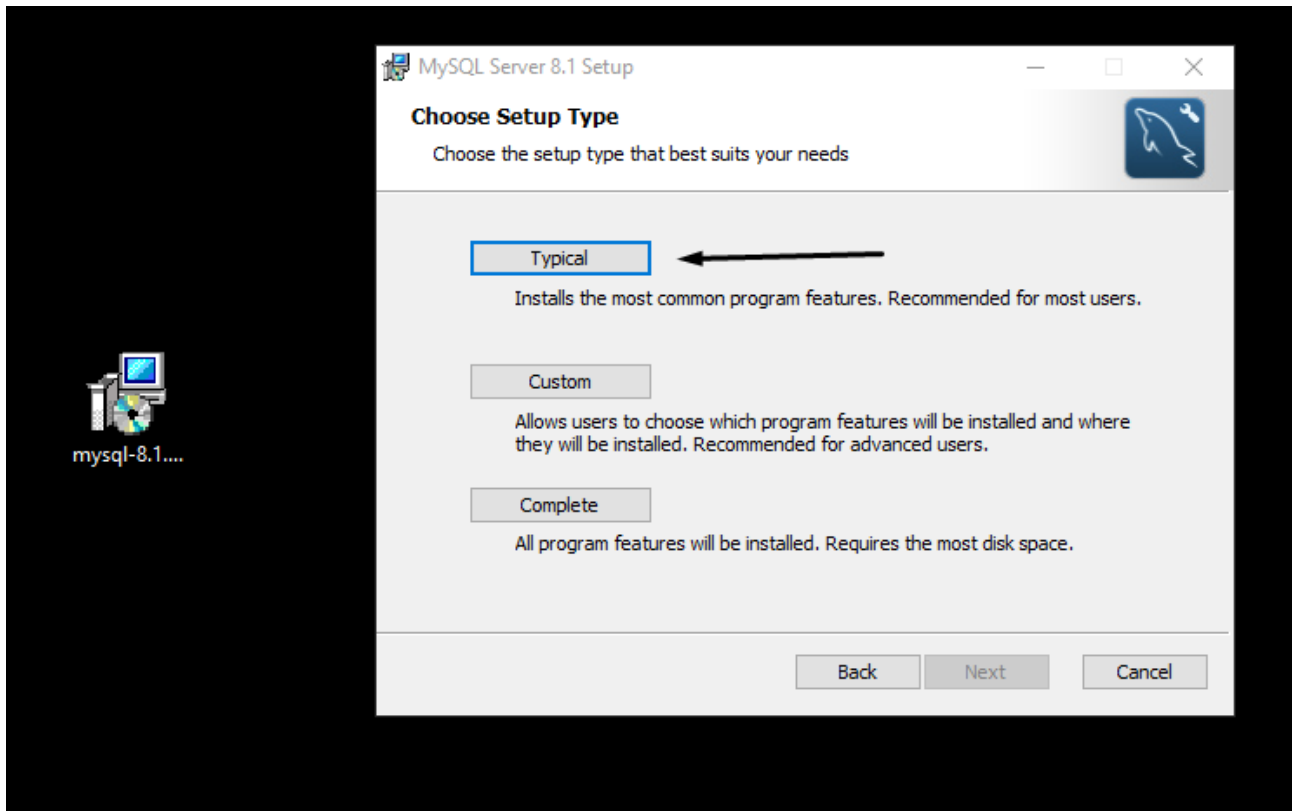 MySQL Server 8.1 Setup
Choose Setup Type
Choose the setup type that best suits your needs
Typical
Installs the most common program features. Recommended for most users.
Custom
Allows users to choose which program features will be installed and where
they will be installed. Recommended for advanced users.
Complete
All program features will be installed. Requires the most disk space.
Back Next Cancel
mysql-8.1....